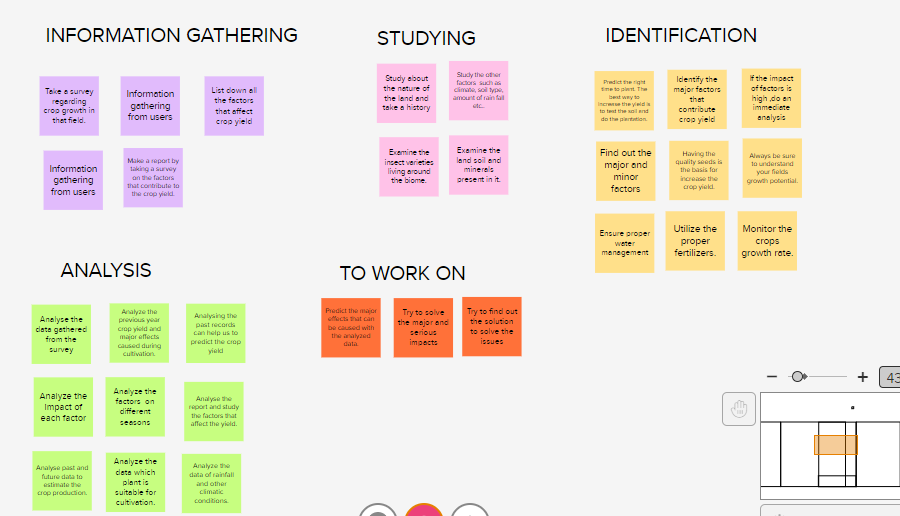 INFORMATION GATHERING
Take a survey
regarding
crop growth in
that field.
Information
gathering
from users
List down all
the factors
that affect
crop yield
Information
gathering
from users
Make a report by
taking a survey
on the factors
that contribute to
the crop yield.
STUDYING
Study about
the nature of
the land and
take a history
Study the other
factors such as
climate, soil type,
amount of rain fall
etc..
Examine the
insect varieties
living around
the biome.
Examine the
land soil and
minerals
present in it.
IDENTIFICATION
Predict the right
time to plant. The
best way to
increase the yield is
to test the soil and
do the plantation.
Identify the
major factors
that
contribute
crop yield
If the impact
of factors is
high ,do an
immediate
analysis
Find out the
major and
minor
factors
Having the
quality seeds is
the basis for
increase the
crop yield.
Always be sure
to understand
your fields
growth potential.
Ensure proper
water
management
Utilize the
proper
fertilizers.
Monitor the
crops
growth rate.
ANALYSIS
Analyse the
data gathered
from the
survey
Analyze the
previous year
crop yield and
major effects
caused during
cultivation.
Analysing the
past records
can help us to
predict the crop
yield
Analyze the
impact of
each factor
Analyze the
factors on
different
seasons
Analyse the
report and study
the factors that
affect the yield.
Analyse past and
future data to
estimate the
crop production.
Analyze the
data which
plant is
suitable for
cultivation.
Analyze the
data of rainfall
and other
climatic
conditions.
TO WORK ON
Predict the major
effects that can
be caused with
the analyzed
data.
Try to solve
the major and
serious
impacts
Try to find out
the solution
to solve the
issues
43